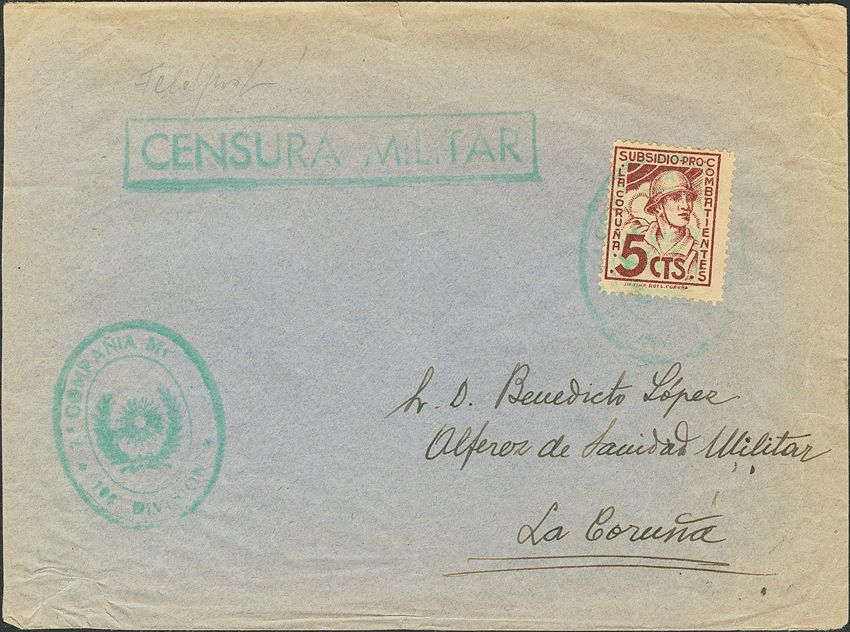 Feldpost
CENSURA MILITAR
SUBSIDIO·PRO·COMBATIENTES
LA CORUÑA
5 CTS.
COMPAÑIA
DIVISION
Sr. D. Benedicto López
Alferez de Sanidad Militar
La Coruña